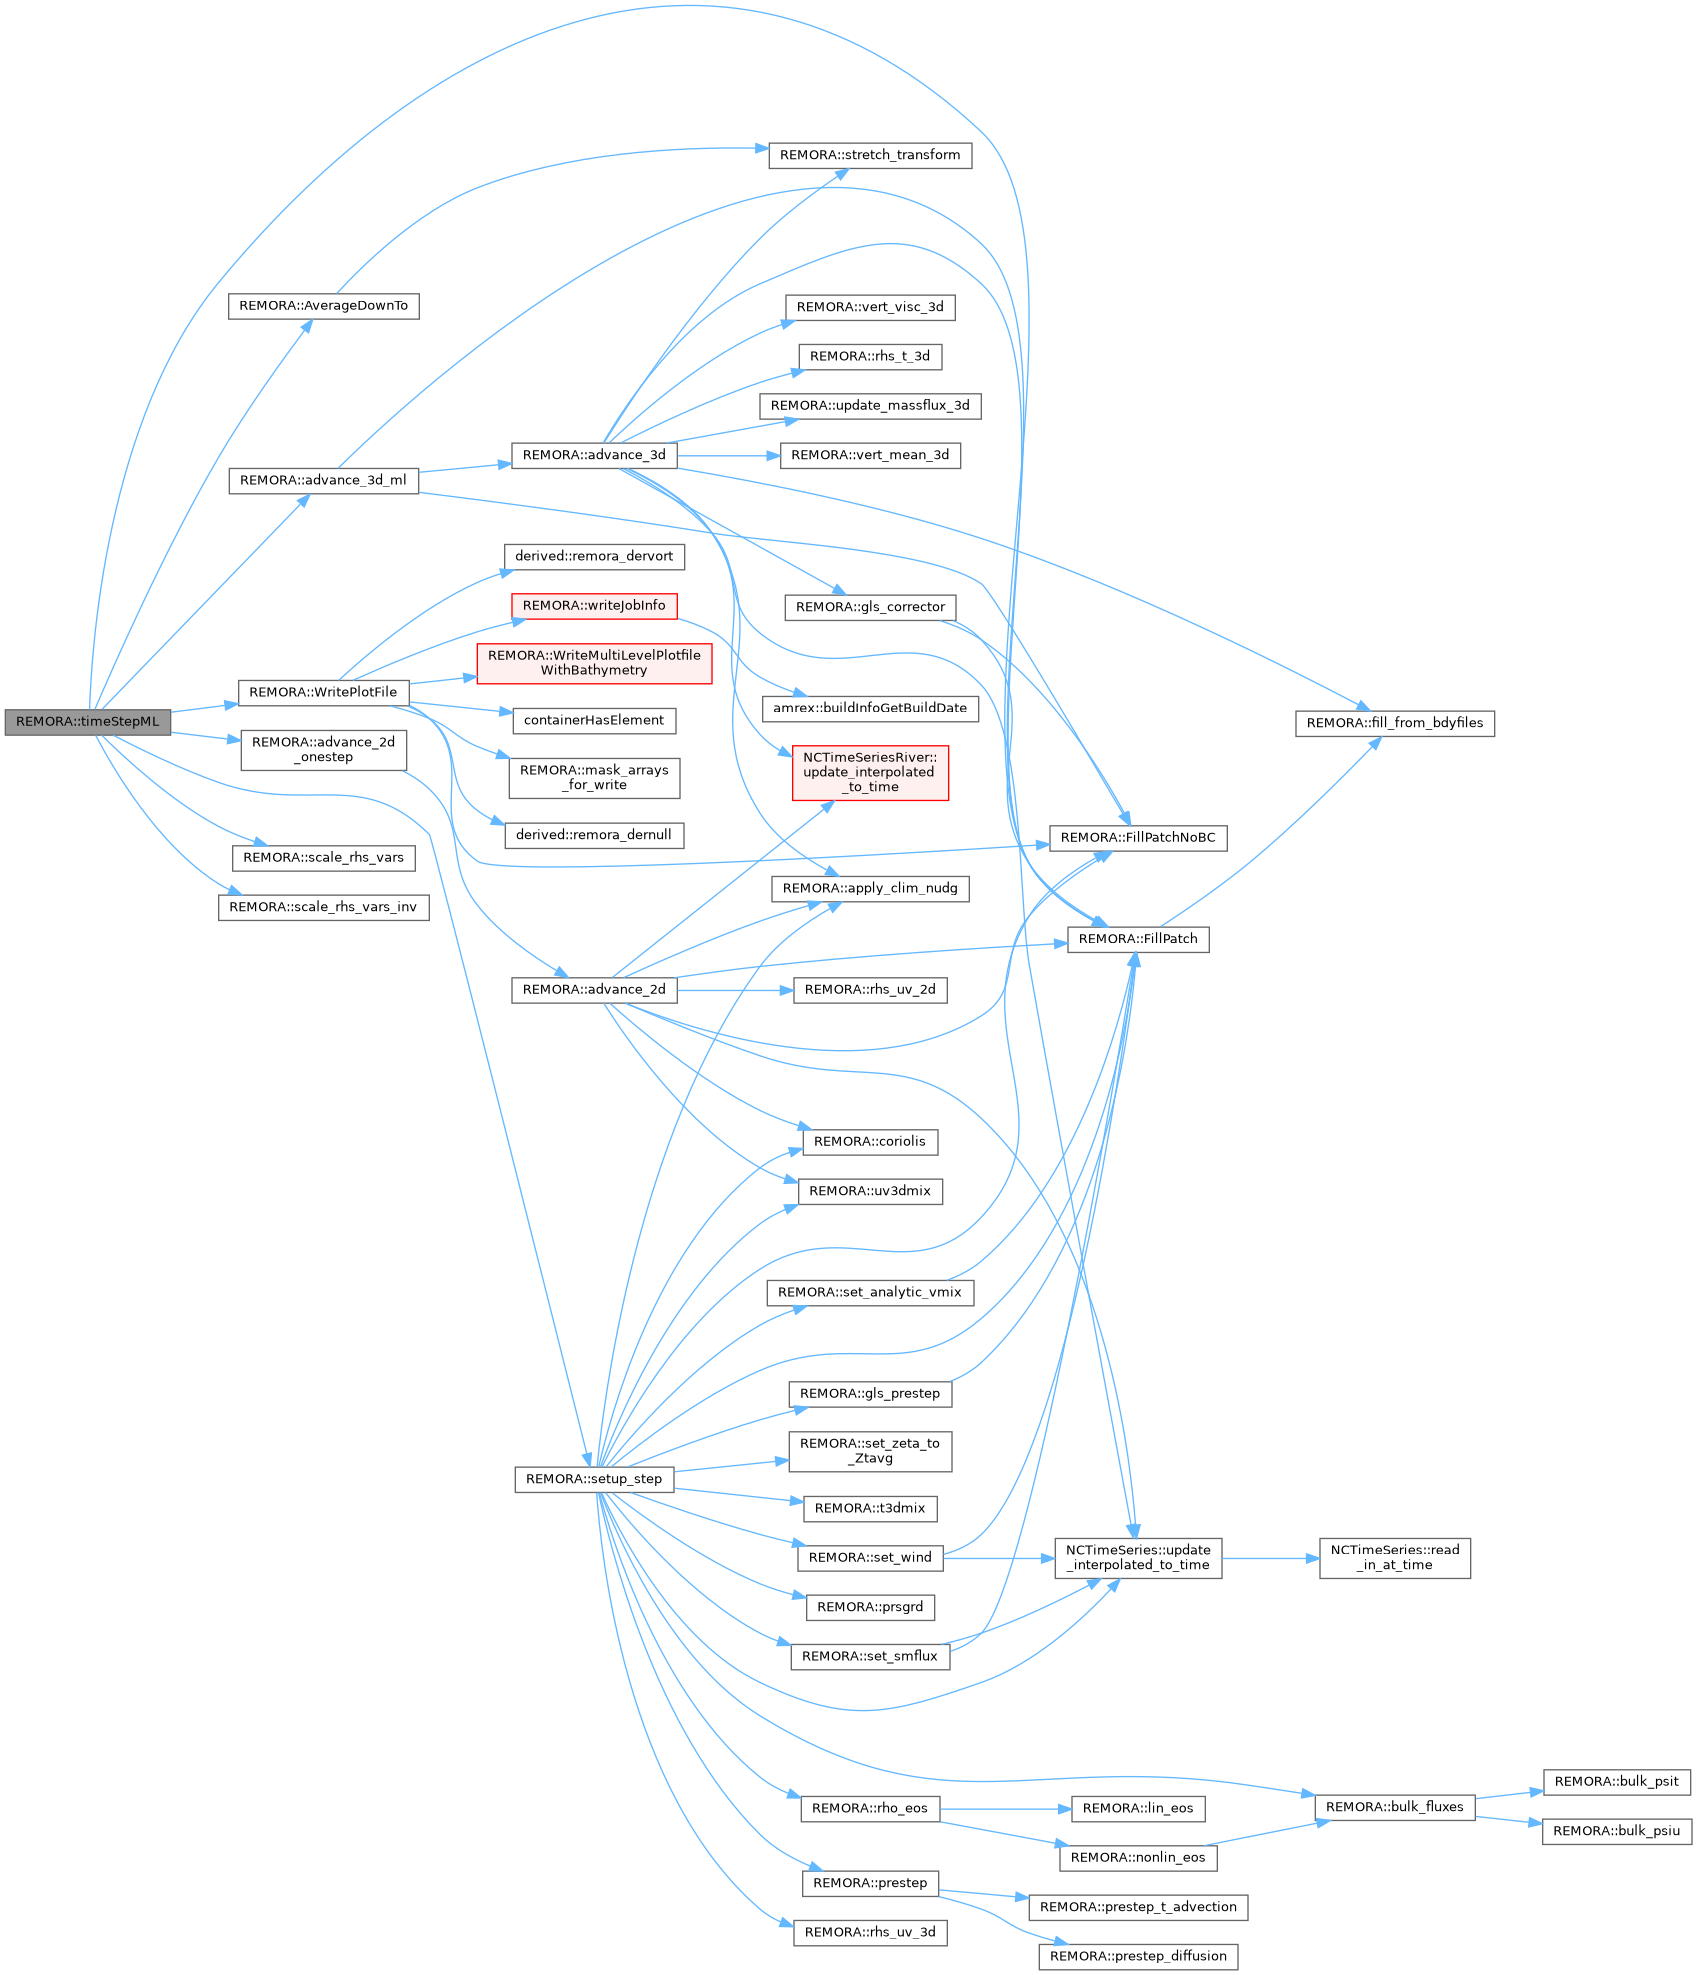 REMORA::timeStepML
REMORA::AverageDownTo
REMORA::advance_3d_ml
REMORA::WritePlotFile
REMORA::advance_2d
_onestep
REMORA::scale_rhs_vars
REMORA::scale_rhs_vars_inv
REMORA::advance_3d
derived::remora_dervort
REMORA::writeJobInfo
REMORA::WriteMultiLevelPlotfile
WithBathymetry
containerHasElement
REMORA::mask_arrays
_for_write
derived::remora_dernull
REMORA::advance_2d
REMORA::setup_step
REMORA::stretch_transform
REMORA::vert_visc_3d
REMORA::rhs_t_3d
REMORA::update_massflux_3d
REMORA::vert_mean_3d
REMORA::gls_corrector
amrex::buildInfoGetBuildDate
NCTimeSeriesRiver::
update_interpolated
_to_time
REMORA::apply_clim_nudg
REMORA::rhs_uv_2d
REMORA::coriolis
REMORA::uv3dmix
REMORA::set_analytic_vmix
REMORA::gls_prestep
REMORA::set_zeta_to
_Ztavg
REMORA::t3dmix
REMORA::set_wind
REMORA::prsgrd
REMORA::set_smflux
REMORA::rho_eos
REMORA::prestep
REMORA::rhs_uv_3d
REMORA::FillPatchNoBC
REMORA::FillPatch
NCTimeSeries::update
_interpolated_to_time
REMORA::lin_eos
REMORA::nonlin_eos
REMORA::prestep_t_advection
REMORA::prestep_diffusion
REMORA::fill_from_bdyfiles
NCTimeSeries::read
_in_at_time
REMORA::bulk_fluxes
REMORA::bulk_psit
REMORA::bulk_psiu